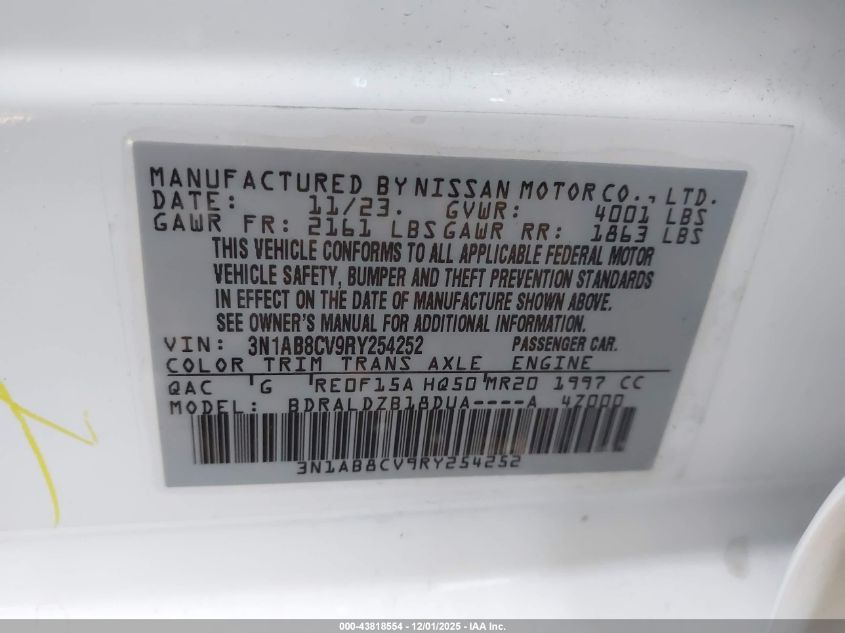 MANUFACTURED BY NISSAN MOTOR CO., LTD.
DATE: 11/23. GVWR: 4001 LBS
GAWR FR: 2161 LBS GAWR RR: 1863 LBS
THIS VEHICLE CONFORMS TO ALL APPLICABLE FEDERAL MOTOR
VEHICLE SAFETY, BUMPER AND THEFT PREVENTION STANDARDS
IN EFFECT ON THE DATE OF MANUFACTURE SHOWN ABOVE.
SEE OWNER'S MANUAL FOR ADDITIONAL INFORMATION.
VIN: 3N1AB8CV9RY254252 PASSENGER CAR.
COLOR TRIM TRANS AXLE ENGINE
QAC G RE0F15A HQ50 MR20 1997 CC
MODEL: BDRALDZB18DUA----A 4Z000
3N1AB8CV9RY254252
000-43818554 / 12/01/2025 - IAA Inc.